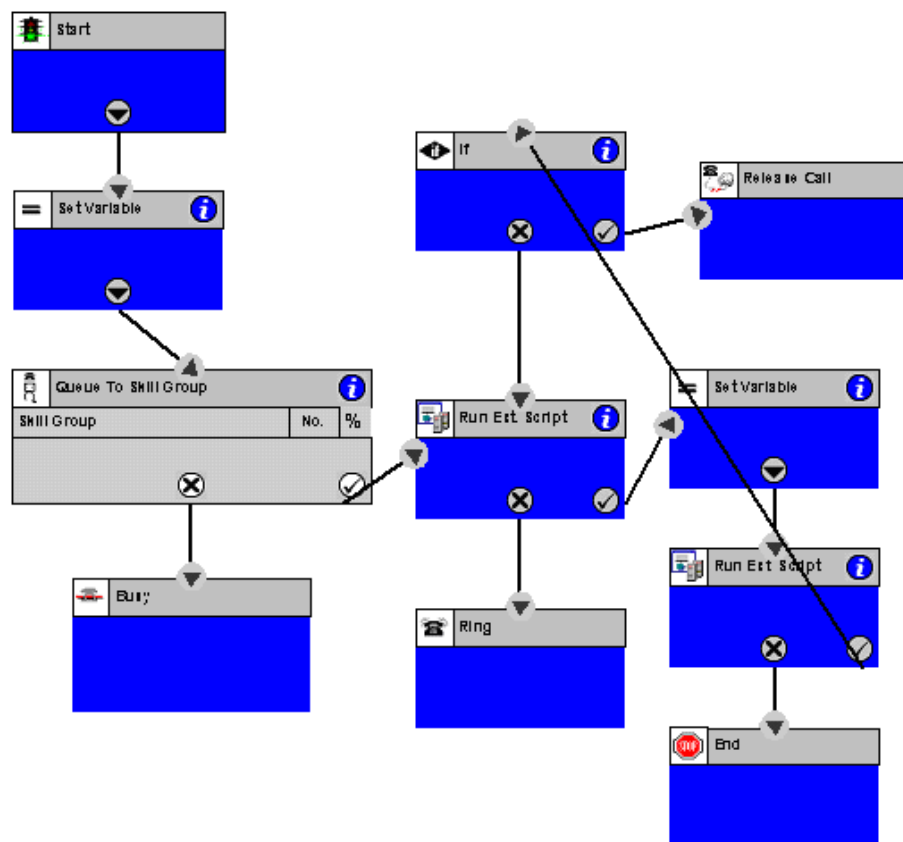 Start
Set Variable
Queue To Skill Group
Skill Group No. %
Busy
If
Release Call
Run Ext. Script
Set Variable
Ring
Run Ext Script
STOP
End